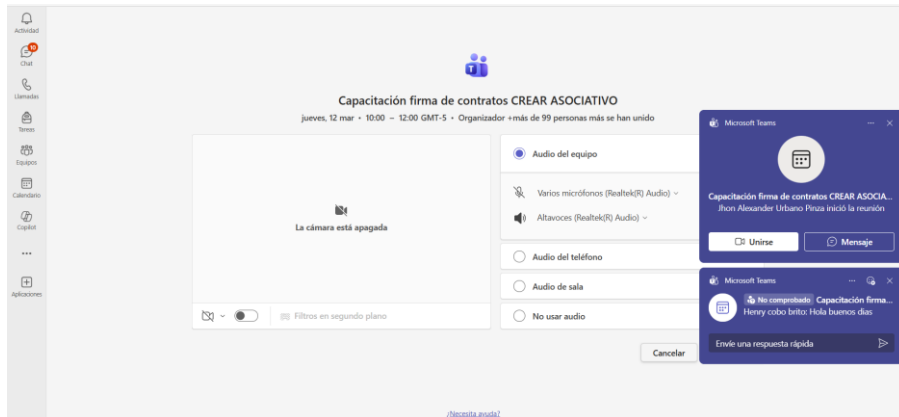 Actividad
10
Chat
Llamadas
Tareas
Equipos
Calendario
Copilot
Aplicaciones
Capacitación firma de contratos CREAR ASOCIATIVO
jueves, 12 mar • 10:00 – 12:00 GMT-5 • Organizador +más de 99 personas más se han unido
La cámara está apagada
Filtros en segundo plano
Audio del equipo
Varios micrófonos (Realtek(R) Audio)
Altavoces (Realtek(R) Audio)
Audio del teléfono
Audio de sala
No usar audio
Cancelar
¿Necesita ayuda?
Microsoft Teams
Capacitación firma de contratos CREAR ASOCIA...
Jhon Alexander Urbano Pinza inició la reunión
Unirse
Mensaje
Microsoft Teams
No comprobado Capacitación firma...
Henry cobo brito: Hola buenos dias
Envíe una respuesta rápida